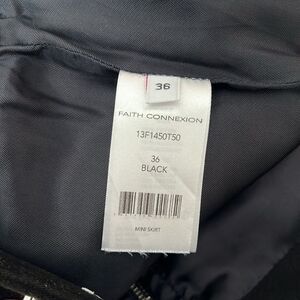 36
FAITH CONNEXION
13F1450T50
36
BLACK
MINI SKIRT